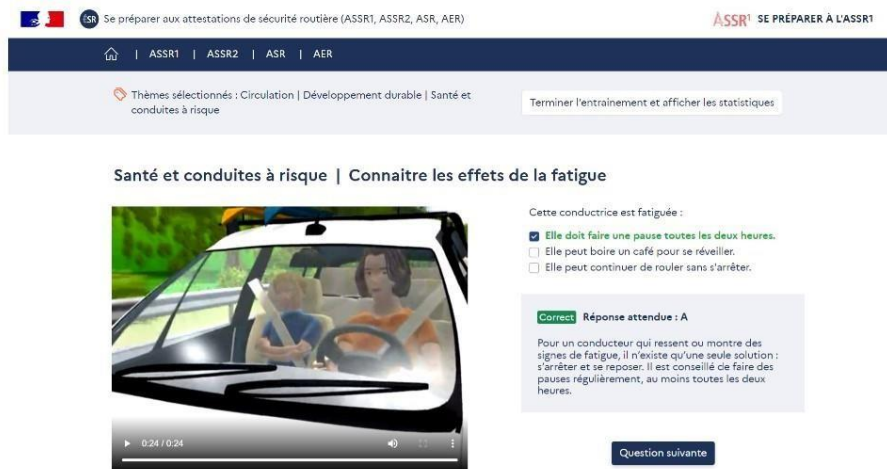 ESR Se préparer aux attestations de sécurité routière (ASSR1, ASSR2, ASR, AER)
ASSR¹ SE PRÉPARER À L'ASSR1
| ASSR1 | ASSR2 | ASR | AER
Thèmes sélectionnés : Circulation | Développement durable | Santé et
conduites à risque
Terminer l'entrainement et afficher les statistiques
Santé et conduites à risque | Connaitre les effets de la fatigue
Cette conductrice est fatiguée :
Elle doit faire une pause toutes les deux heures.
Elle peut boire un café pour se réveiller.
Elle peut continuer de rouler sans s'arrêter.
Correct Réponse attendue : A
Pour un conducteur qui ressent ou montre des
signes de fatigue, il n'existe qu'une seule solution :
s'arrêter et se reposer. Il est conseillé de faire des
pauses régulièrement, au moins toutes les deux
heures.
0:24 / 0:24
Question suivante